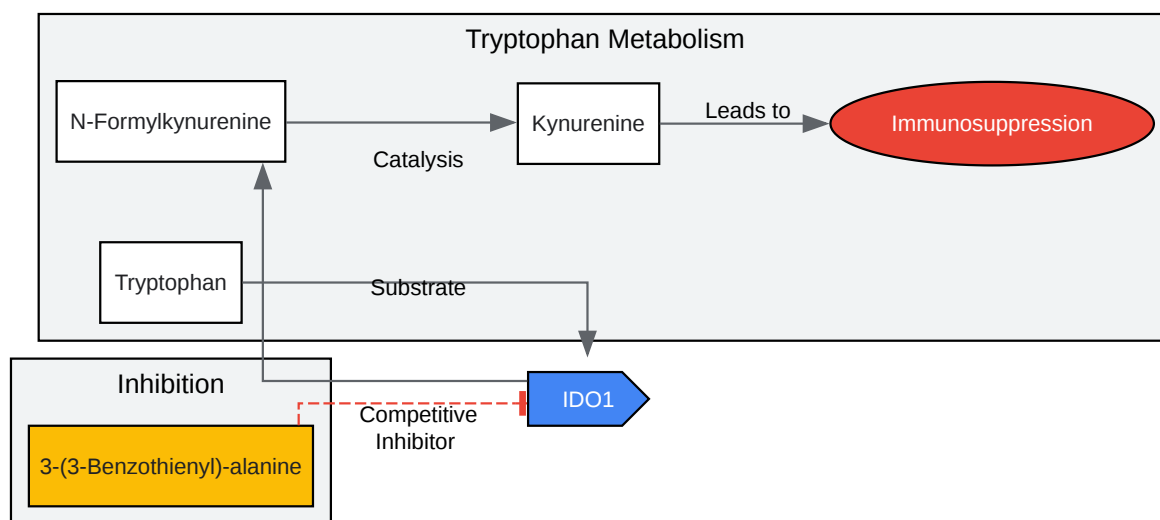 Tryptophan Metabolism
N-Formylkynurenine
Catalysis
Kynurenine
Leads to
Immunosuppression
Tryptophan
Substrate
Inhibition
IDO1
Competitive
Inhibitor
3-(3-Benzothienyl)-alanine